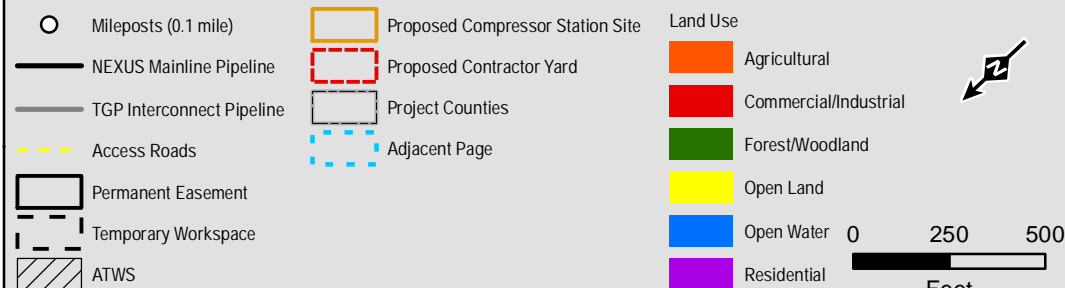 Mileposts (0.1 mile)
NEXUS Mainline Pipeline
TGP Interconnect Pipeline
Access Roads
Permanent Easement
Temporary Workspace
ATWS
Proposed Compressor Station Site
Proposed Contractor Yard
Project Counties
Adjacent Page
Land Use
Agricultural
Commercial/Industrial
Forest/Woodland
Open Land
Open Water
Residential
N
0 250 500
Feet